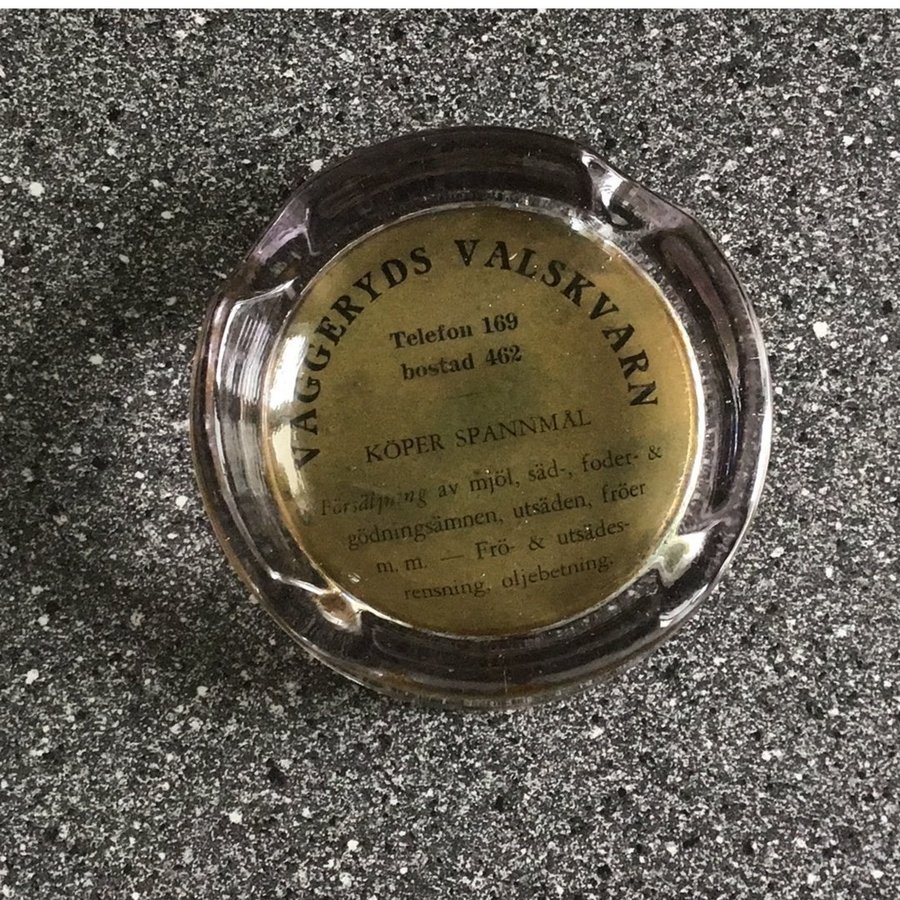 VAGGERYDS VALSKVARN
Telefon 169
bostad 462
KÖPER SPANNMÅL
Försäljning av mjöl, säd-, foder- &
gödningsämnen, utsäden, fröer
m. m. — Frö- & utsädes-
rensning, oljebetning.